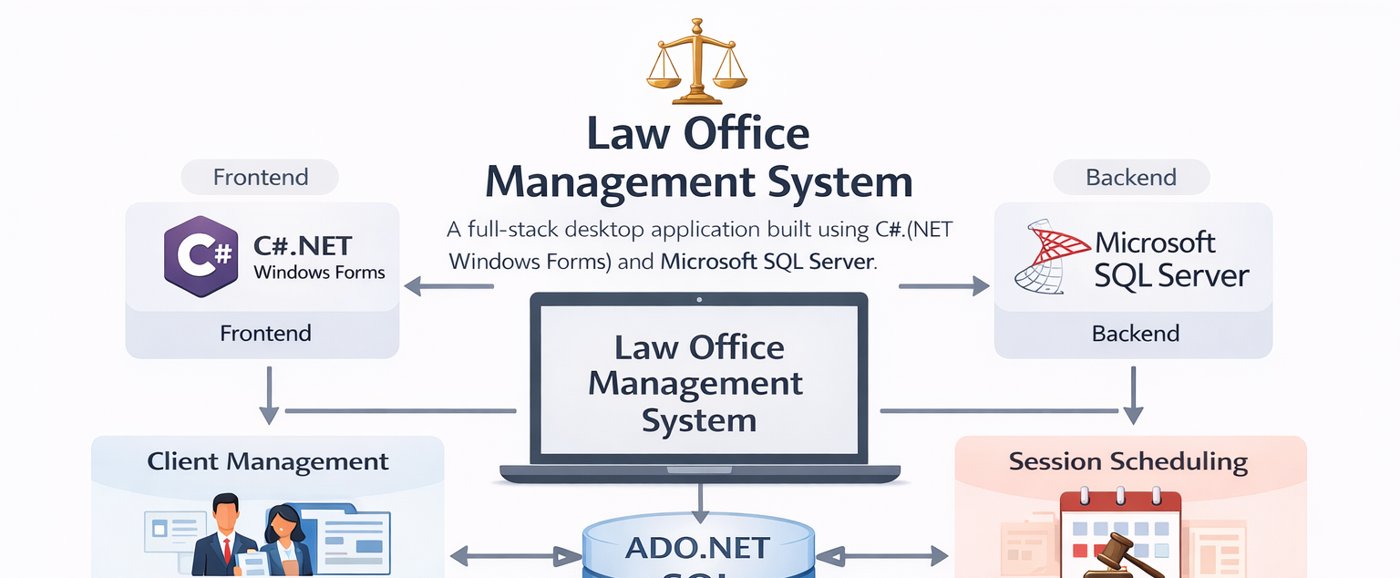 Law Office
Management System
A full-stack desktop application built using C#.(NET
Windows Forms) and Microsoft SQL Server.
Frontend
C#
C#.NET
Windows Forms
Frontend
Backend
Microsoft
SQL Server
Backend
Law Office
Management
System
Client Management
Session Scheduling
ADO.NET
SQL